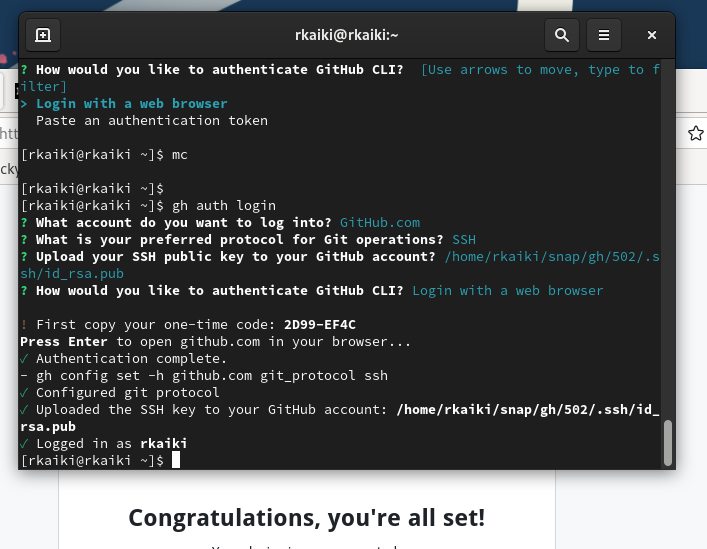 rkaiki@rkaiki:~
? How would you like to authenticate GitHub CLI?  [Use arrows to move, type to f
ilter]
> Login with a web browser
  Paste an authentication token
[rkaiki@rkaiki ~]$ mc
[rkaiki@rkaiki ~]$
[rkaiki@rkaiki ~]$ gh auth login
? What account do you want to log into? GitHub.com
? What is your preferred protocol for Git operations? SSH
? Upload your SSH public key to your GitHub account? /home/rkaiki/snap/gh/502/.s
sh/id_rsa.pub
? How would you like to authenticate GitHub CLI? Login with a web browser
! First copy your one-time code: 2D99-EF4C
Press Enter to open github.com in your browser...
✓ Authentication complete.
- gh config set -h github.com git_protocol ssh
✓ Configured git protocol
✓ Uploaded the SSH key to your GitHub account: /home/rkaiki/snap/gh/502/.ssh/id_
rsa.pub
✓ Logged in as rkaiki
[rkaiki@rkaiki ~]$
Congratulations, you're all set!